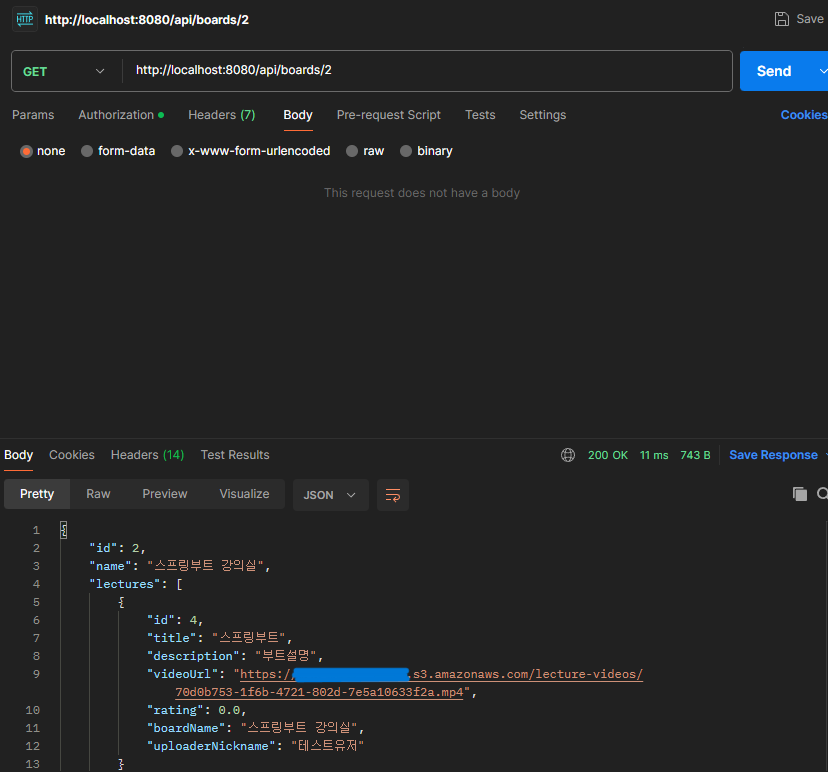 HTTP http://localhost:8080/api/boards/2 Save
GET http://localhost:8080/api/boards/2 Send
Params Authorization Headers (7) Body Pre-request Script Tests Settings Cookies
none form-data x-www-form-urlencoded raw binary
This request does not have a body
Body Cookies Headers (14) Test Results 200 OK 11 ms 743 B Save Response
Pretty Raw Preview Visualize JSON
1 {
2 "id": 2,
3 "name": "스프링부트 강의실",
4 "lectures": [
5 {
6 "id": 4,
7 "title": "스프링부트",
8 "description": "부트설명",
9 "videoUrl": "https:/ .s3.amazonaws.com/lecture-videos/
70d0b753-1f6b-4721-802d-7e5a10633f2a.mp4",
10 "rating": 0.0,
11 "boardName": "스프링부트 강의실",
12 "uploaderNickname": "테스트유저"
13 }